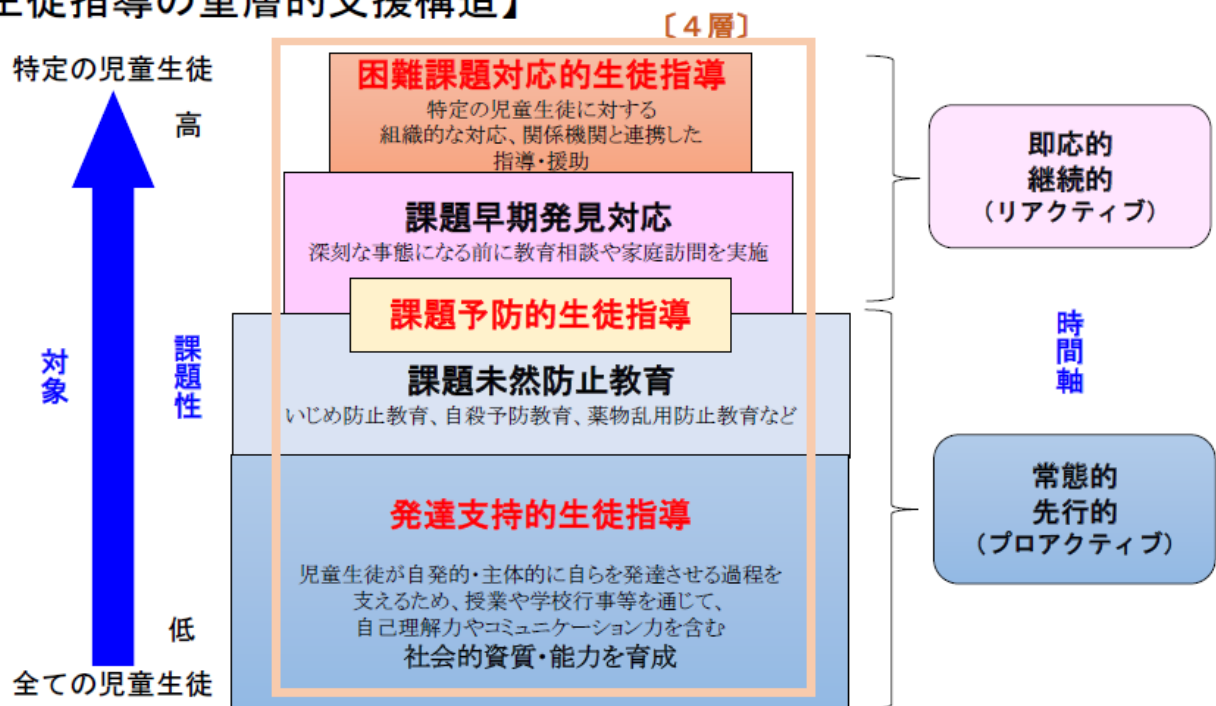 生徒指導の重層的支援構造】
〔４層〕
特定の児童生徒
高
対象
課題性
低
全ての児童生徒
困難課題対応的生徒指導
特定の児童生徒に対する
組織的な対応、関係機関と連携した
指導・援助
課題早期発見対応
深刻な事態になる前に教育相談や家庭訪問を実施
課題予防的生徒指導
課題未然防止教育
いじめ防止教育、自殺予防教育、薬物乱用防止教育など
発達支持的生徒指導
児童生徒が自発的・主体的に自らを発達させる過程を
支えるため、授業や学校行事等を通じて、
自己理解力やコミュニケーション力を含む
社会的資質・能力を育成
即応的
継続的
（リアクティブ）
時間軸
常態的
先行的
（プロアクティブ）